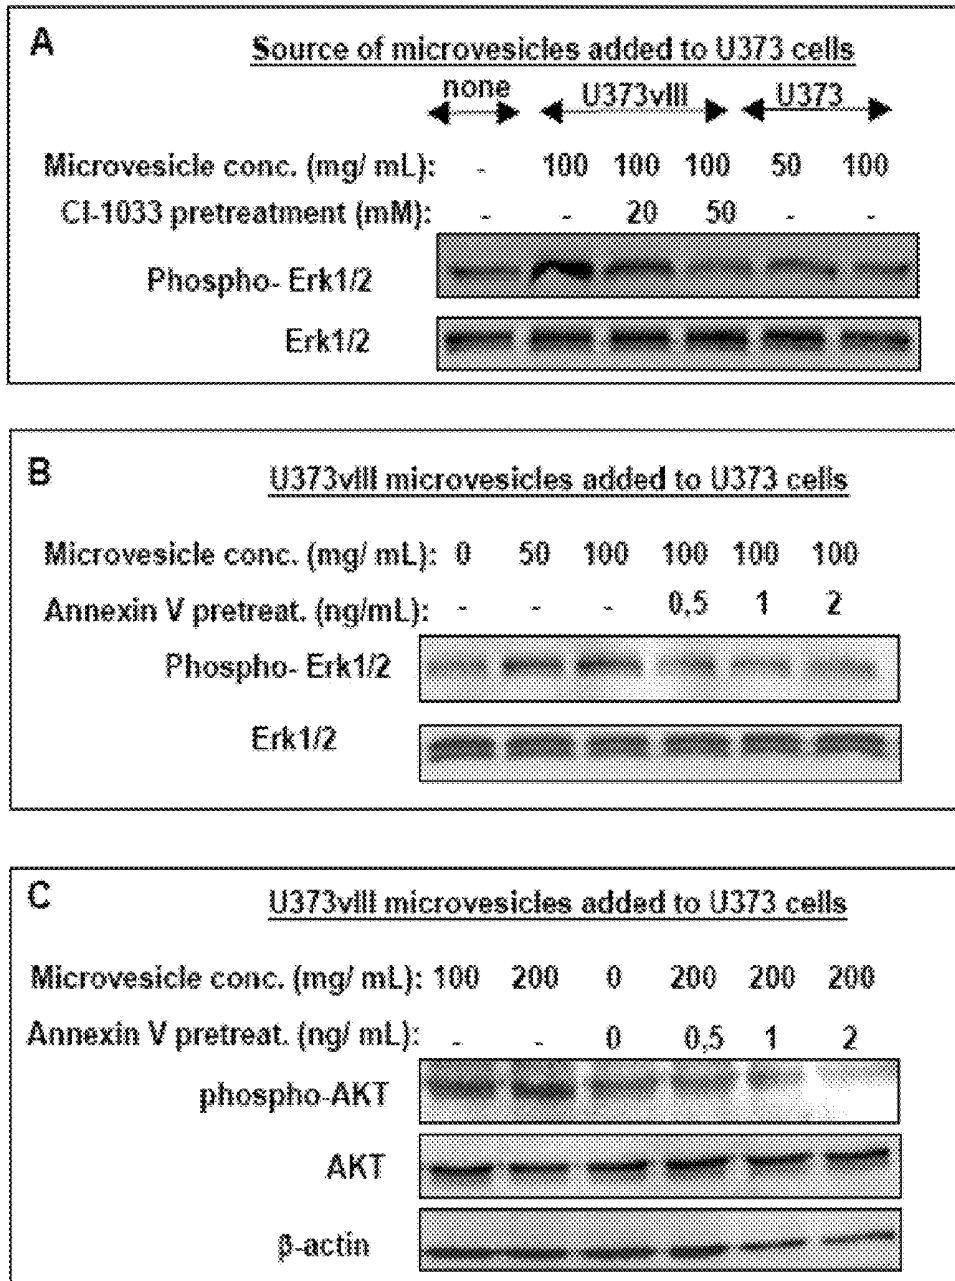 A
Source of microvesicles added to U373 cells
none U373vIII U373
Microvesicle conc. (mg/ mL): - 100 100 100 50 100
CI-1033 pretreatment (mM): - - 20 50 - -
Phospho- Erk1/2
Erk1/2
B
U373vIII microvesicles added to U373 cells
Microvesicle conc. (mg/ mL): 0 50 100 100 100 100
Annexin V pretreat. (ng/mL): - - - 0,5 1 2
Phospho- Erk1/2
Erk1/2
C
U373vIII microvesicles added to U373 cells
Microvesicle conc. (mg/ mL): 100 200 0 200 200 200
Annexin V pretreat. (ng/ mL): - - 0 0,5 1 2
phospho-AKT
AKT
β-actin